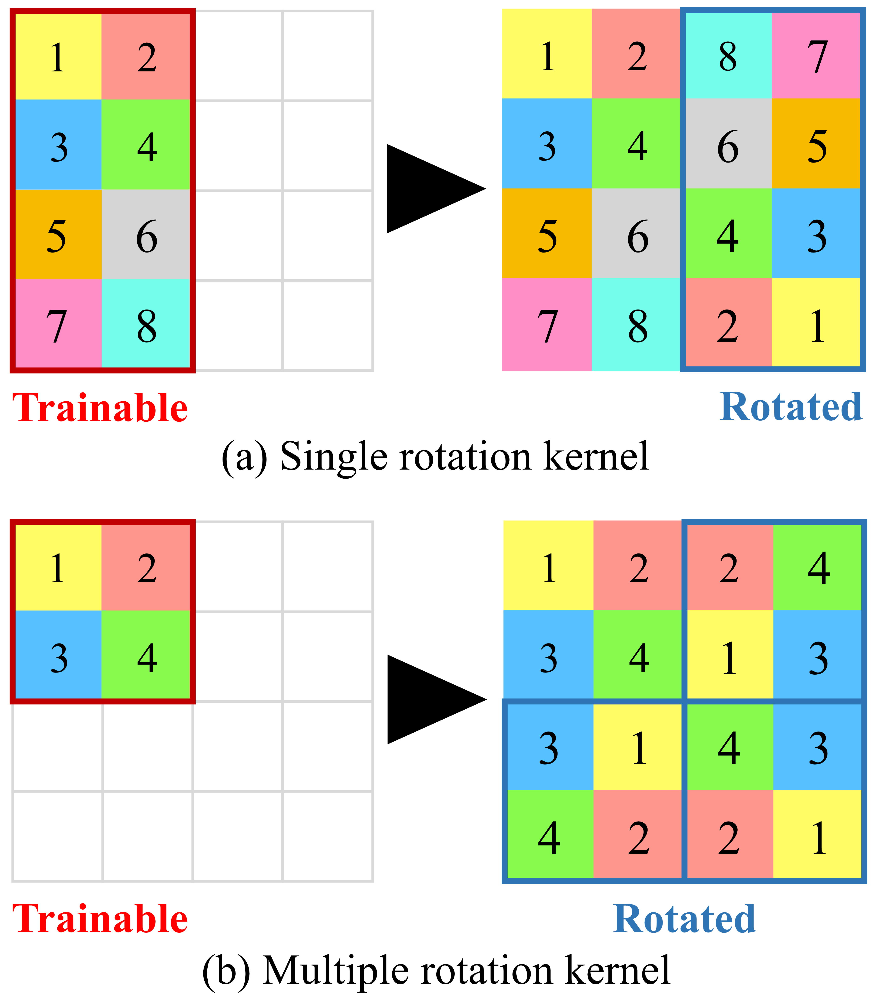 1 2 8 7
1 2
3 4 6 5
3 4
5 6 4 3
5 6
7 8 2 1
7 8
Trainable
Rotated
(a) Single rotation kernel
1 2
1 2 2 4
3 4
3 4 1 3
3 1 4 3
4 2 2 1
Trainable
Rotated
(b) Multiple rotation kernel